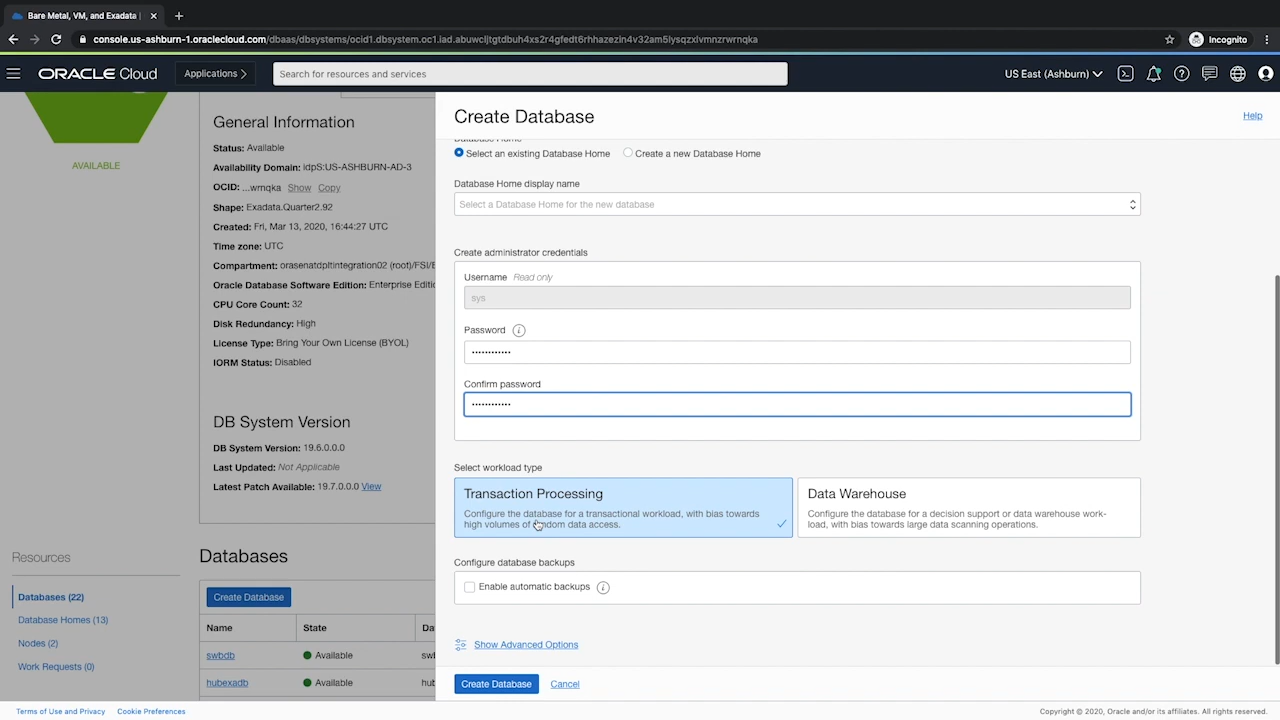 Bare Metal, VM, and Exadata |
console.us-ashburn-1.oraclecloud.com/dbaas/dbsystems/ocid1.dbsystem.oc1.iad.abuwcljtgtdbuh4xs2r4gfedt6rhhazezin4v32am5lysqzxlvmnzrwrnqka
Incognito
ORACLE Cloud
Applications
Search for resources and services
US East (Ashburn)
AVAILABLE
General Information
Status: Available
Availability Domain: idpS:US-ASHBURN-AD-3
OCID: ...wrnqka Show Copy
Shape: Exadata.Quarter2.92
Created: Fri, Mar 13, 2020, 16:44:27 UTC
Time zone: UTC
Compartment: orasenatdpltintegration02 (root)/FSI/E
Oracle Database Software Edition: Enterprise Editic
CPU Core Count: 32
Disk Redundancy: High
License Type: Bring Your Own License (BYOL)
IORM Status: Disabled
DB System Version
DB System Version: 19.6.0.0.0
Last Updated: Not Applicable
Latest Patch Available: 19.7.0.0.0 View
Resources
Databases (22)
Database Homes (13)
Nodes (2)
Work Requests (0)
Databases
Create Database
Name State Da
swbdb Available swl
hubexadb Available hul
Create Database
Help
Database Home
Select an existing Database Home Create a new Database Home
Database Home display name
Select a Database Home for the new database
Create administrator credentials
Username Read only
sys
Password
••••••••••••
Confirm password
••••••••••••
Select workload type
Transaction Processing
Configure the database for a transactional workload, with bias towards
high volumes of random data access.
Data Warehouse
Configure the database for a decision support or data warehouse work-
load, with bias towards large data scanning operations.
Configure database backups
Enable automatic backups
Show Advanced Options
Create Database Cancel
Terms of Use and Privacy Cookie Preferences
Copyright © 2020, Oracle and/or its affiliates. All rights reserved.